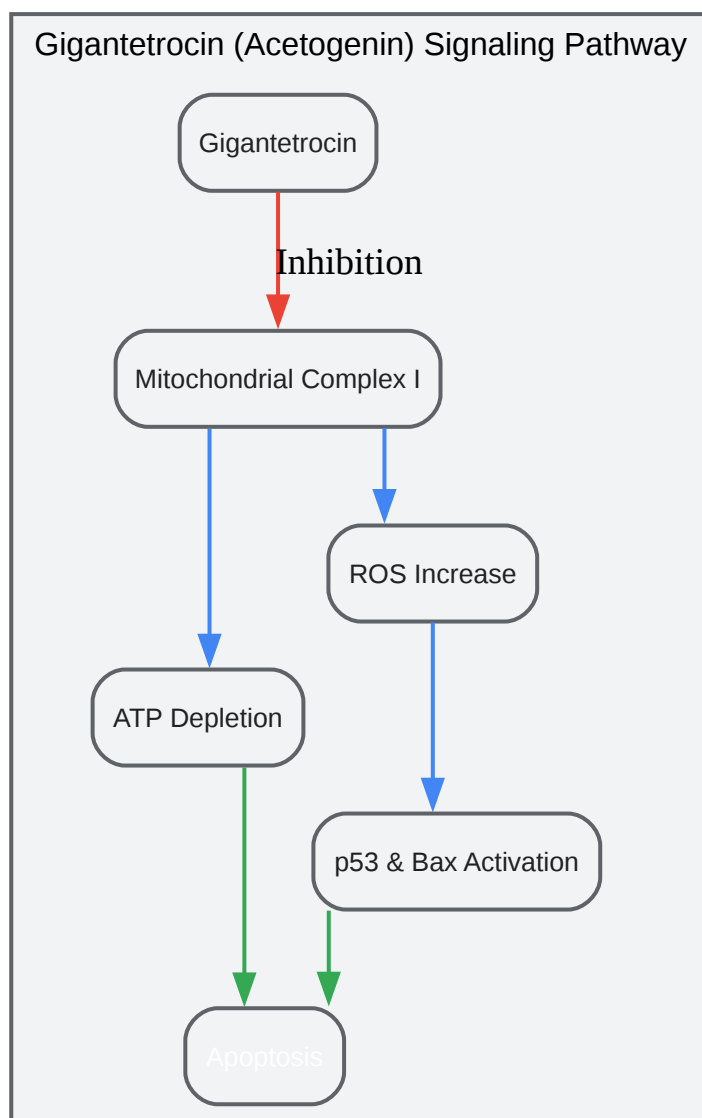 Gigantetrocin (Acetogenin) Signaling Pathway
Gigantetrocin
Inhibition
Mitochondrial Complex I
ROS Increase
ATP Depletion
p53 & Bax Activation
Apoptosis